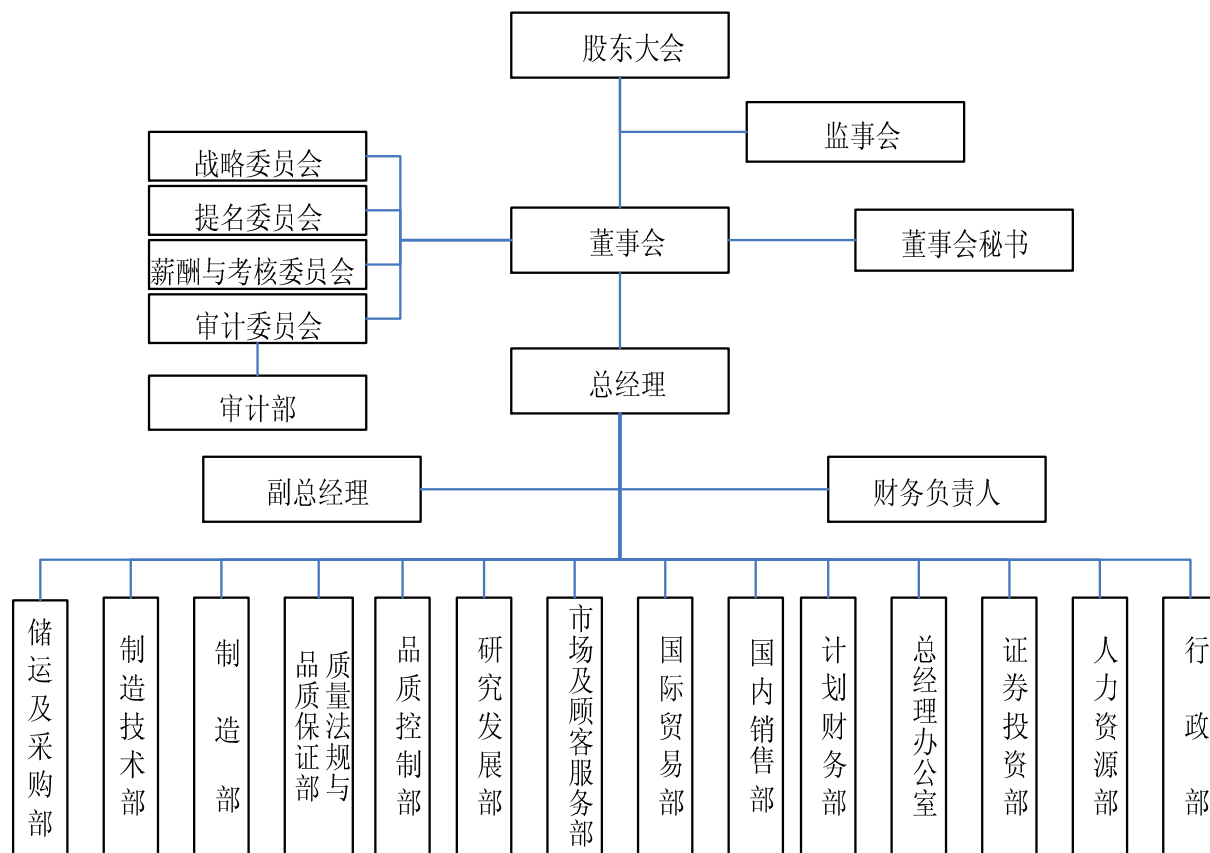 股东大会
监事会
战略委员会
提名委员会
薪酬与考核委员会
审计委员会
审计部
董事会
董事会秘书
总经理
副总经理
财务负责人
储运及采购部
制造技术部
制造部
质量法规与
品质保证部
品质控制部
研究发展部
市场及顾客服务部
国际贸易部
国内销售部
计划财务部
总经理办公室
证券投资部
人力资源部
行政部